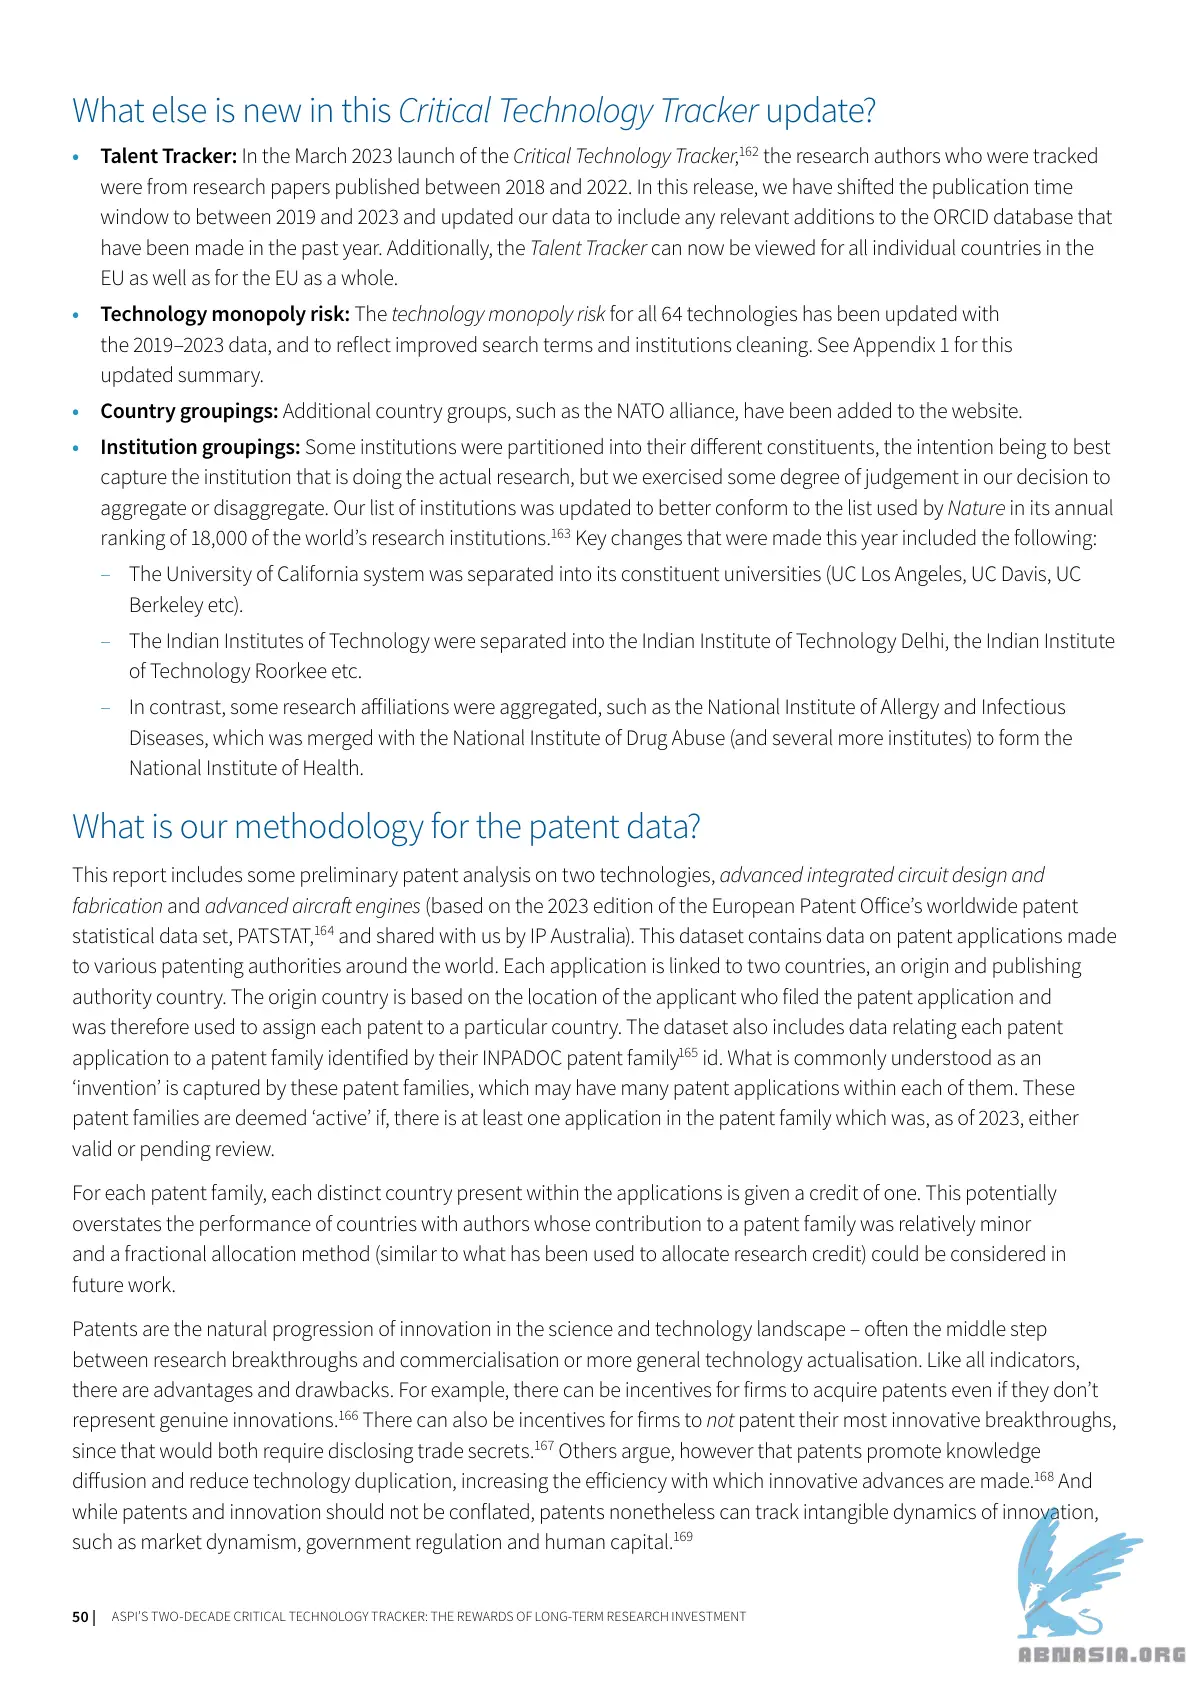 What else is new in this Critical Technology Tracker update?
• Talent Tracker: In the March 2023 launch of the Critical Technology Tracker,162 the research authors who were tracked
were from research papers published between 2018 and 2022. In this release, we have shifted the publication time
window to between 2019 and 2023 and updated our data to include any relevant additions to the ORCID database that
have been made in the past year. Additionally, the Talent Tracker can now be viewed for all individual countries in the
EU as well as for the EU as a whole.
• Technology monopoly risk: The technology monopoly risk for all 64 technologies has been updated with
the 2019–2023 data, and to reflect improved search terms and institutions cleaning. See Appendix 1 for this
updated summary.
• Country groupings: Additional country groups, such as the NATO alliance, have been added to the website.
• Institution groupings: Some institutions were partitioned into their different constituents, the intention being to best
capture the institution that is doing the actual research, but we exercised some degree of judgement in our decision to
aggregate or disaggregate. Our list of institutions was updated to better conform to the list used by Nature in its annual
ranking of 18,000 of the world’s research institutions.163 Key changes that were made this year included the following:
– The University of California system was separated into its constituent universities (UC Los Angeles, UC Davis, UC
Berkeley etc).
– The Indian Institutes of Technology were separated into the Indian Institute of Technology Delhi, the Indian Institute
of Technology Roorkee etc.
– In contrast, some research affiliations were aggregated, such as the National Institute of Allergy and Infectious
Diseases, which was merged with the National Institute of Drug Abuse (and several more institutes) to form the
National Institute of Health.
What is our methodology for the patent data?
This report includes some preliminary patent analysis on two technologies, advanced integrated circuit design and
fabrication and advanced aircraft engines (based on the 2023 edition of the European Patent Office’s worldwide patent
statistical data set, PATSTAT,164 and shared with us by IP Australia). This dataset contains data on patent applications made
to various patenting authorities around the world. Each application is linked to two countries, an origin and publishing
authority country. The origin country is based on the location of the applicant who filed the patent application and
was therefore used to assign each patent to a particular country. The dataset also includes data relating each patent
application to a patent family identified by their INPADOC patent family165 id. What is commonly understood as an
‘invention’ is captured by these patent families, which may have many patent applications within each of them. These
patent families are deemed ‘active’ if, there is at least one application in the patent family which was, as of 2023, either
valid or pending review.
For each patent family, each distinct country present within the applications is given a credit of one. This potentially
overstates the performance of countries with authors whose contribution to a patent family was relatively minor
and a fractional allocation method (similar to what has been used to allocate research credit) could be considered in
future work.
Patents are the natural progression of innovation in the science and technology landscape – often the middle step
between research breakthroughs and commercialisation or more general technology actualisation. Like all indicators,
there are advantages and drawbacks. For example, there can be incentives for firms to acquire patents even if they don’t
represent genuine innovations.166 There can also be incentives for firms to not patent their most innovative breakthroughs,
since that would both require disclosing trade secrets.167 Others argue, however that patents promote knowledge
diffusion and reduce technology duplication, increasing the efficiency with which innovative advances are made.168 And
while patents and innovation should not be conflated, patents nonetheless can track intangible dynamics of innovation,
such as market dynamism, government regulation and human capital.169
50 | ASPI’S TWO-DECADE CRITICAL TECHNOLOGY TRACKER: THE REWARDS OF LONG-TERM RESEARCH INVESTMENT
ABNASIA.ORG